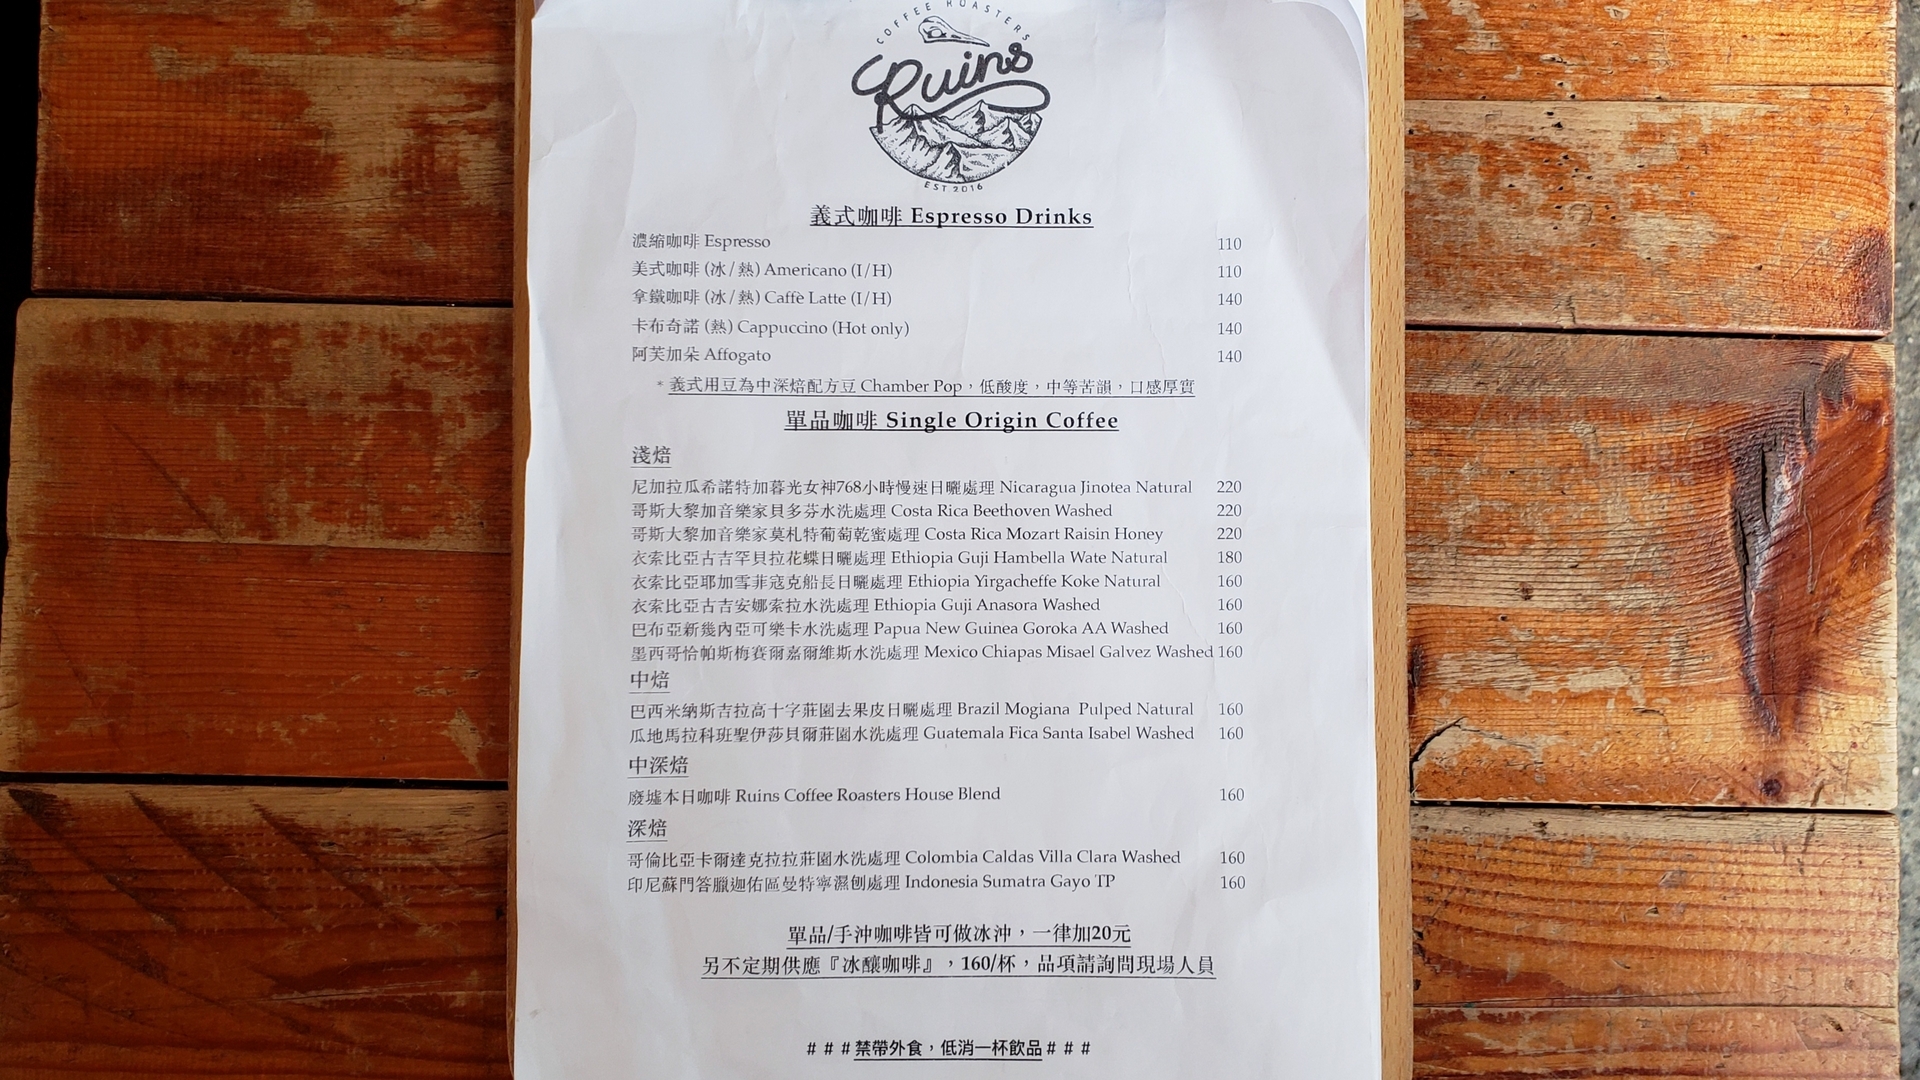 COFFEE ROASTERS
Ruins
EST 2016
義式咖啡 Espresso Drinks
濃縮咖啡 Espresso 110
美式咖啡 (冰/熱) Americano (I/H) 110
拿鐵咖啡 (冰/熱) Caffè Latte (I/H) 140
卡布奇諾 (熱) Cappuccino (Hot only) 140
阿芙加朵 Affogato 140
* 義式用豆為中深焙配方豆 Chamber Pop，低酸度，中等苦韻，口感厚實
單品咖啡 Single Origin Coffee
淺焙
尼加拉瓜希諾特加暮光女神768小時慢速日曬處理 Nicaragua Jinotea Natural 220
哥斯大黎加音樂家貝多芬水洗處理 Costa Rica Beethoven Washed 220
哥斯大黎加音樂家莫札特葡萄乾蜜處理 Costa Rica Mozart Raisin Honey 220
衣索比亞古吉罕貝拉花蝶日曬處理 Ethiopia Guji Hambella Wate Natural 180
衣索比亞耶加雪菲寇克船長日曬處理 Ethiopia Yirgacheffe Koke Natural 160
衣索比亞古吉安娜索拉水洗處理 Ethiopia Guji Anasora Washed 160
巴布亞新幾內亞可樂卡水洗處理 Papua New Guinea Goroka AA Washed 160
墨西哥恰帕斯梅賽爾嘉爾維斯水洗處理 Mexico Chiapas Misael Galvez Washed 160
中焙
巴西米納斯吉拉高十字莊園去果皮日曬處理 Brazil Mogiana Pulped Natural 160
瓜地馬拉科班聖伊莎貝爾莊園水洗處理 Guatemala Fica Santa Isabel Washed 160
中深焙
廢墟本日咖啡 Ruins Coffee Roasters House Blend 160
深焙
哥倫比亞卡爾達克拉拉莊園水洗處理 Colombia Caldas Villa Clara Washed 160
印尼蘇門答臘迦佑區曼特寧濕刨處理 Indonesia Sumatra Gayo TP 160
單品/手沖咖啡皆可做冰沖，一律加20元
另不定期供應『冰釀咖啡』，160/杯，品項請詢問現場人員
###禁帶外食，低消一杯飲品###